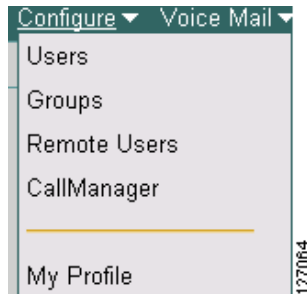 Configure Voice Mail
Users
Groups
Remote Users
CallManager
My Profile
127064